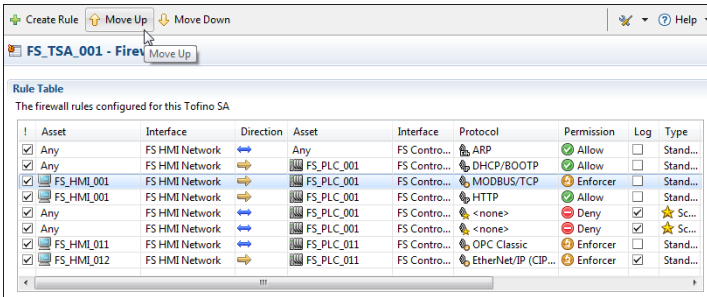 Create Rule Move Up Move Down Help
FS_TSA_001 - Firew
Move Up
Rule Table
The firewall rules configured for this Tofino SA
! Asset Interface Direction Asset Interface Protocol Permission Log Type
Any FS HMI Network Any FS Contro... ARP Allow Stand...
Any FS HMI Network FS_PLC_001 FS Contro... DHCP/BOOTP Allow Stand...
FS_HMI_001 FS HMI Network FS_PLC_001 FS Contro... MODBUS/TCP Enforcer Stand...
FS_HMI_001 FS HMI Network FS_PLC_001 FS Contro... HTTP Allow Stand...
Any FS HMI Network FS_PLC_001 FS Contro... <none> Deny Sc...
Any FS HMI Network FS_PLC_001 FS Contro... <none> Deny Sc...
FS_HMI_011 FS HMI Network FS_PLC_011 FS Contro... OPC Classic Enforcer Stand...
FS_HMI_012 FS HMI Network FS_PLC_011 FS Contro... EtherNet/IP (CIP... Enforcer Stand...